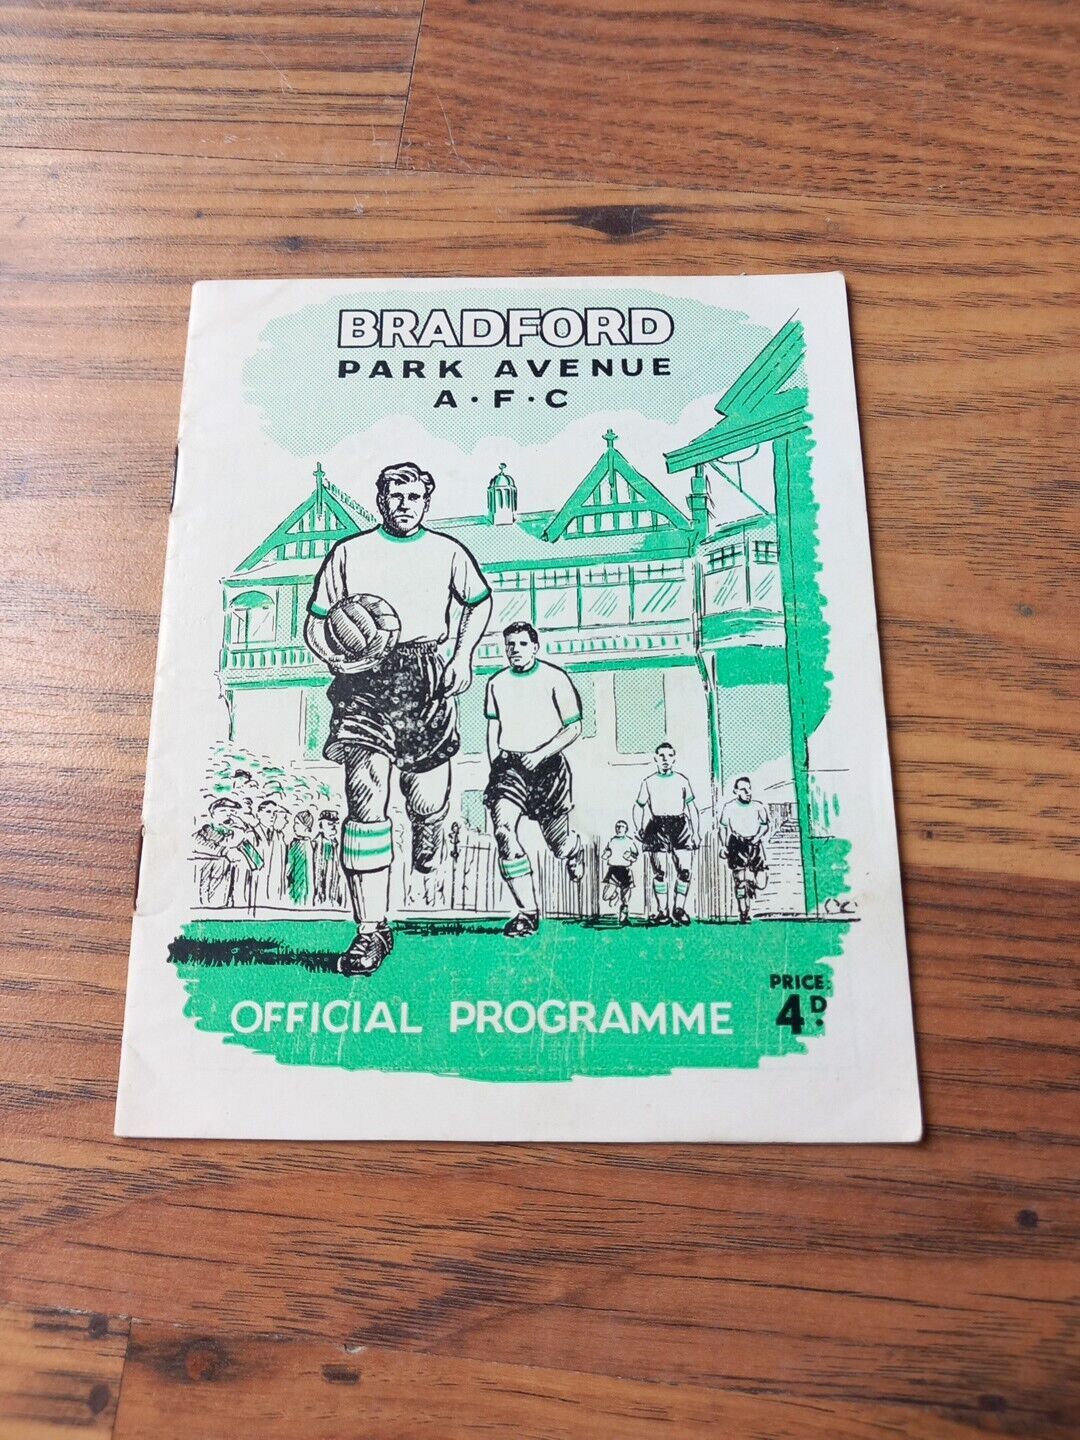 BRADFORD
PARK AVENUE
A·F·C
OFFICIAL PROGRAMME
PRICE:
4D.